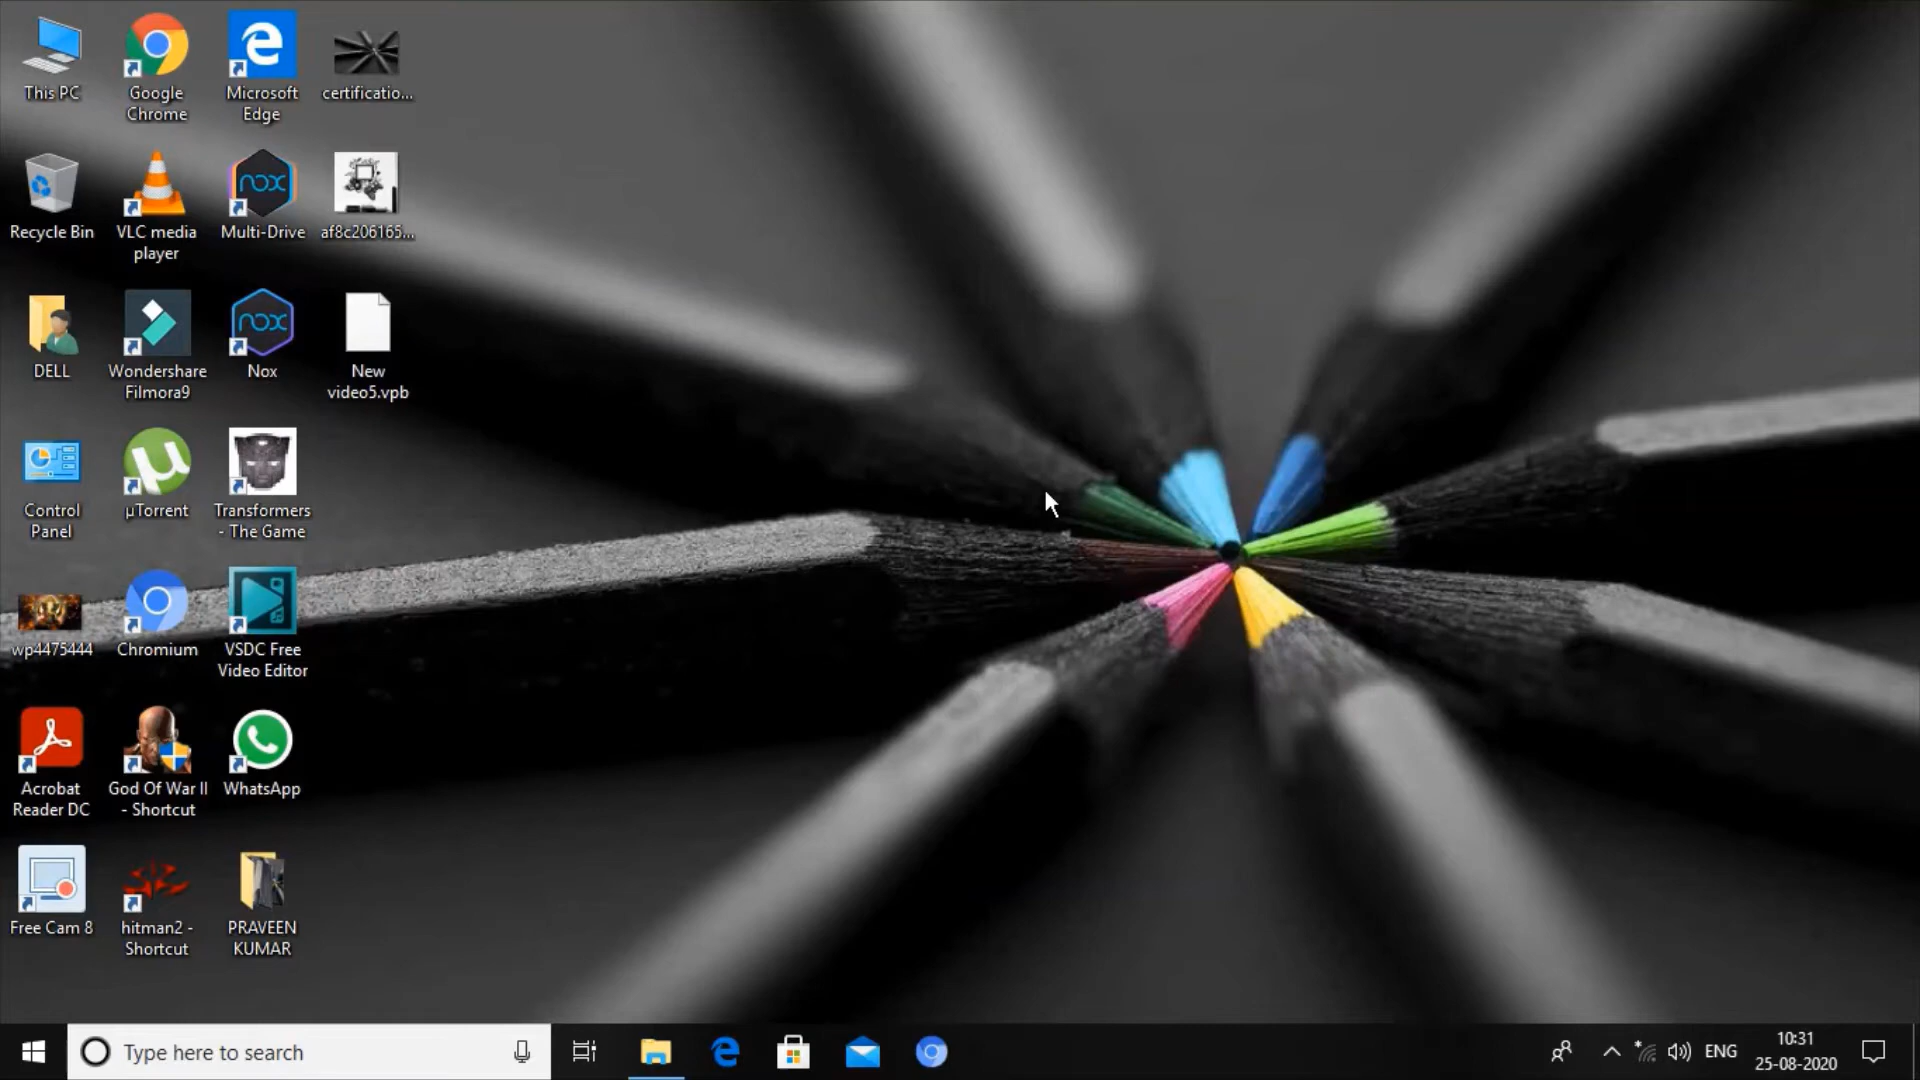 This PC
Google
Chrome
Microsoft
Edge
certificatio...
Recycle Bin
VLC media
player
nox
Multi-Drive
af8c206165...
DELL
Wondershare
Filmora9
nox
Nox
New
video5.vpb
Control
Panel
µTorrent
Transformers
- The Game
wp4475444
Chromium
VSDC Free
Video Editor
Acrobat
Reader DC
God Of War II
- Shortcut
WhatsApp
Free Cam 8
hitman2 -
Shortcut
PRAVEEN
KUMAR
Type here to search
ENG
10:31
25-08-2020